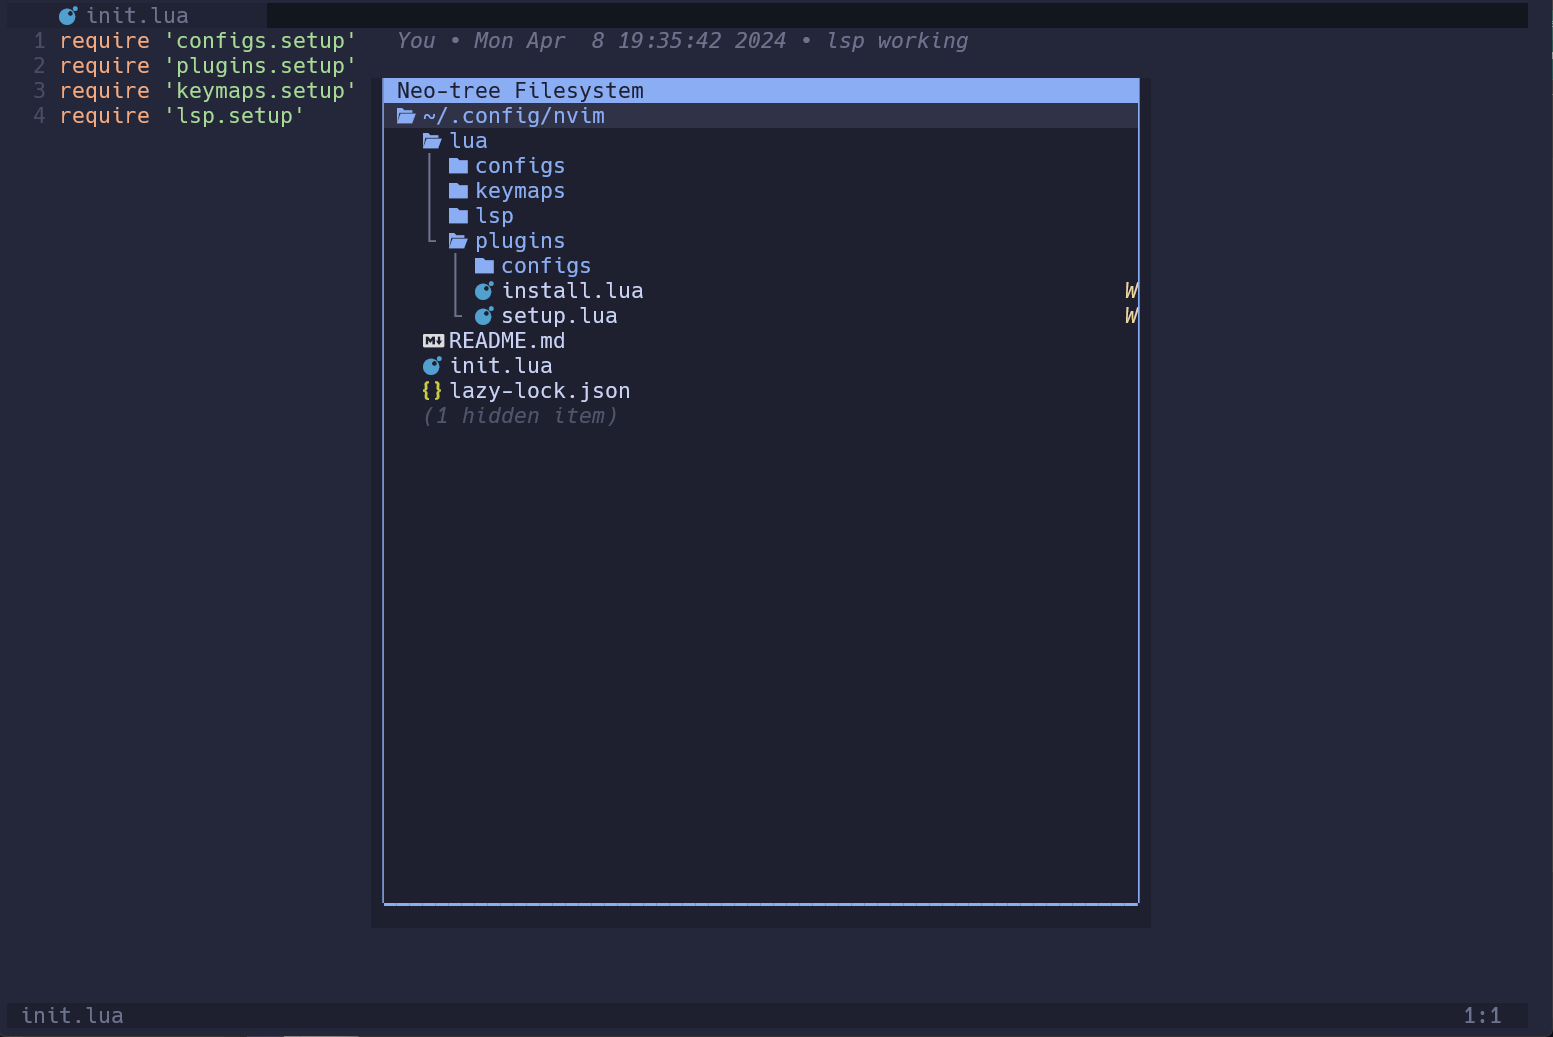 init.lua
1 require 'configs.setup' You • Mon Apr  8 19:35:42 2024 • lsp working
2 require 'plugins.setup'
3 require 'keymaps.setup'
4 require 'lsp.setup'
Neo-tree Filesystem
~/.config/nvim
lua
configs
keymaps
lsp
plugins
configs
install.lua W
setup.lua W
README.md
init.lua
{} lazy-lock.json
(1 hidden item)
init.lua 1:1